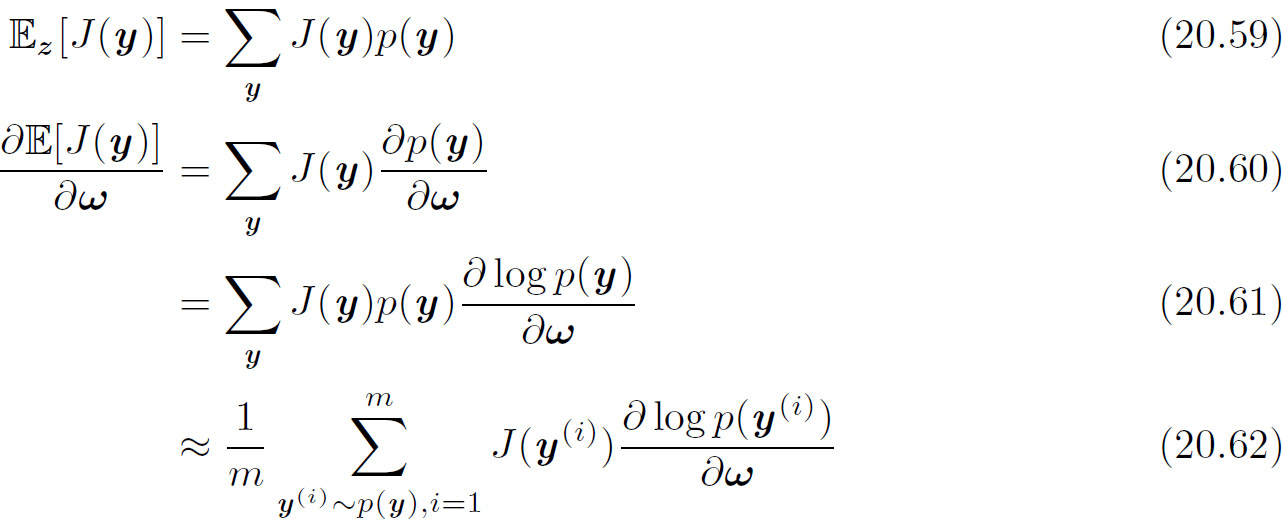 𝔼_𝒛[J(𝒚)] = ∑_𝒚 J(𝒚)p(𝒚) (20.59)
∂𝔼[J(𝒚)]/∂𝝎 = ∑_𝒚 J(𝒚) ∂p(𝒚)/∂𝝎 (20.60)
= ∑_𝒚 J(𝒚)p(𝒚) ∂ log p(𝒚)/∂𝝎 (20.61)
≈ 1/m ∑_{𝒚^(i)∼p(𝒚),i=1}^m J(𝒚^(i)) ∂ log p(𝒚^(i))/∂𝝎 (20.62)